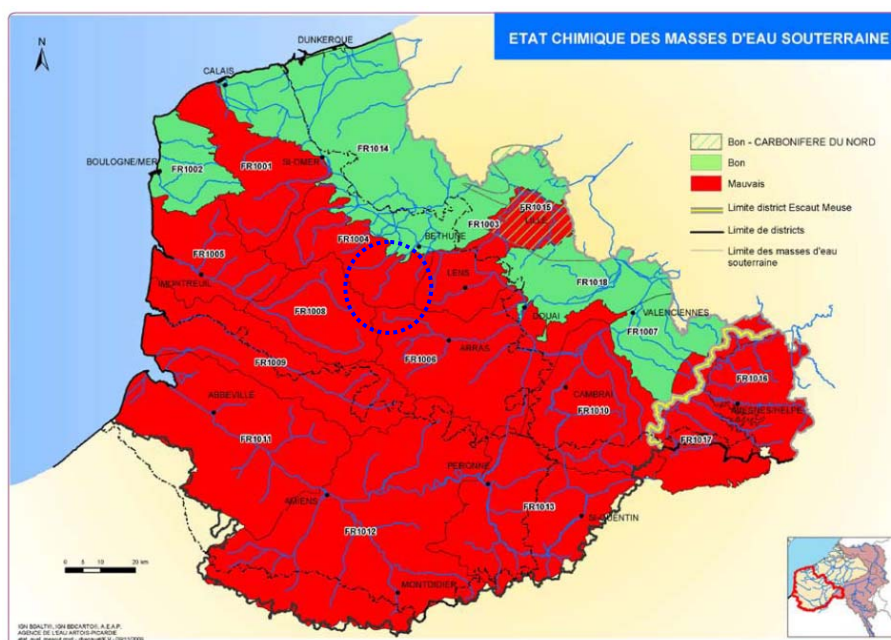 ETAT CHIMIQUE DES MASSES D'EAU SOUTERRAINE
N
DUNKERQUE
CALAIS
BOULOGNE/MER
FR1002
FR1001
ST-OMER
FR1014
Bon - CARBONIFERE DU NORD
Bon
Mauvais
Limite district Escaut Meuse
Limite de districts
Limite des masses d'eau
souterraine
FR1015
FR1003
BETHUNE
FR1004
FR1005
MONTREUIL
LENS
FR1018
FR1008
DOUAI
VALENCIENNES
FR1007
FR1009
FR1006
ARRAS
CAMBRAI
FR1010
FR1016
AVESNES/HELPE
FR1017
ABBEVILLE
FR1011
PERONNE
AMIENS
FR1013
ST-QUENTIN
FR1012
MONTDIDIER
0 5 10 20 km
AGENCE DE L'EAU ARTOIS-PICARDIE